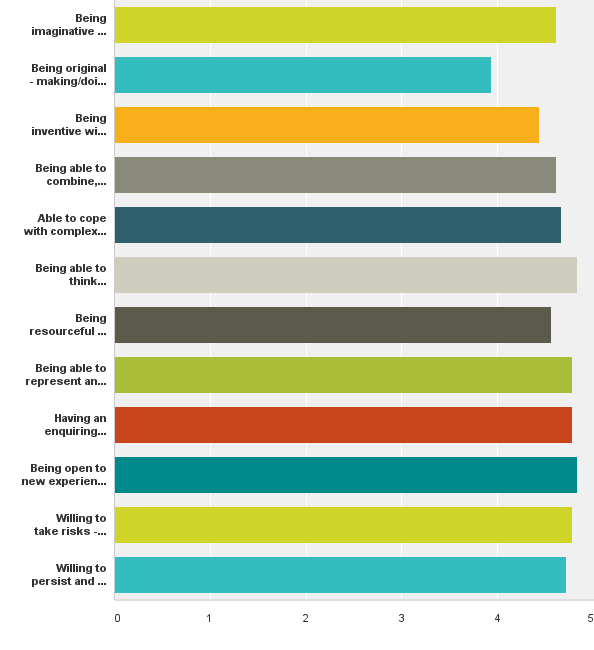 Being
imaginative ...
Being original
- making/doi...
Being
inventive wi...
Being able to
combine,...
Able to cope
with complex...
Being able to
think...
Being
resourceful ...
Being able to
represent an...
Having an
enquiring...
Being open to
new experien...
Willing to
take risks -...
Willing to
persist and ...
0 1 2 3 4 5